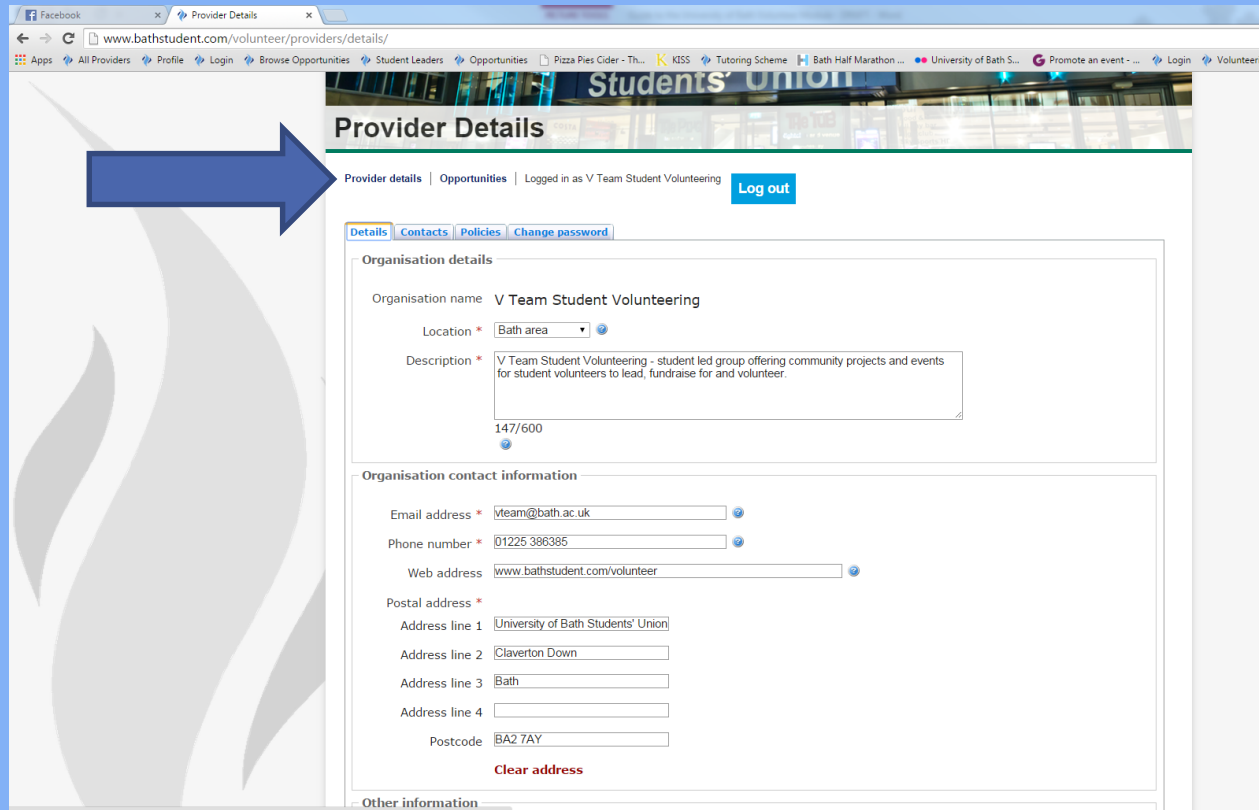 Facebook × Provider Details ×
www.bathstudent.com/volunteer/providers/details/
Apps All Providers Profile Login Browse Opportunities Student Leaders Opportunities Pizza Pies Cider - Th... KISS Tutoring Scheme Bath Half Marathon ... University of Bath S... Promote an event - ... Login Volunteer
Students' Union
Provider Details
Provider details | Opportunities | Logged in as V Team Student Volunteering Log out
Details Contacts Policies Change password
Organisation details
Organisation name V Team Student Volunteering
Location * Bath area
Description * V Team Student Volunteering - student led group offering community projects and events
for student volunteers to lead, fundraise for and volunteer.
147/600
Organisation contact information
Email address * vteam@bath.ac.uk
Phone number * 01225 386385
Web address www.bathstudent.com/volunteer
Postal address *
Address line 1 University of Bath Students' Union
Address line 2 Claverton Down
Address line 3 Bath
Address line 4
Postcode BA2 7AY
Clear address
Other information